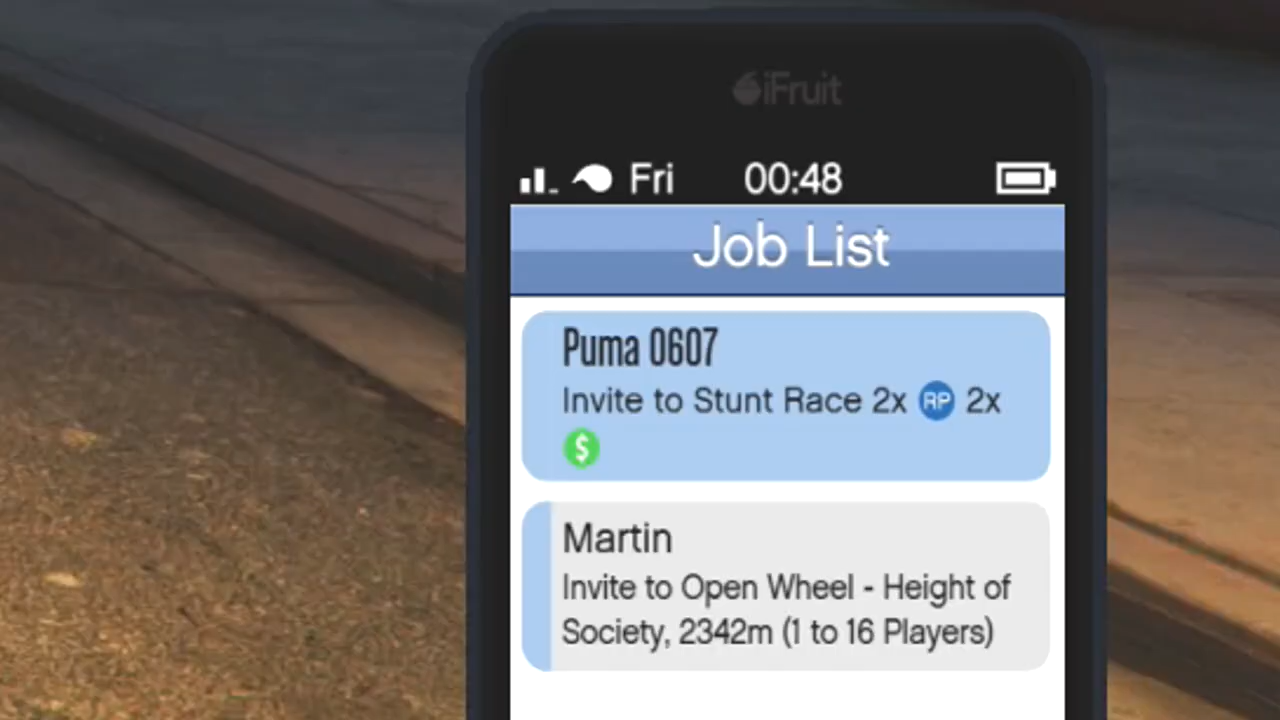 iFruit
Fri 00:48
Job List
Puma 0607
Invite to Stunt Race 2x RP 2x
$
Martin
Invite to Open Wheel - Height of
Society, 2342m (1 to 16 Players)